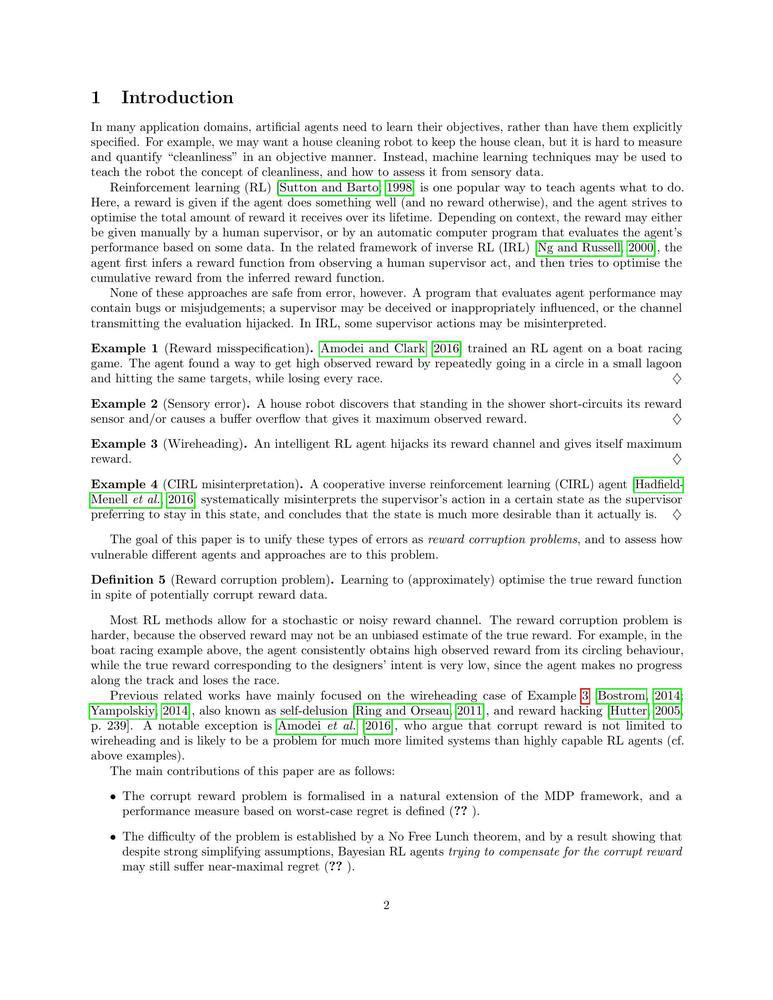 1 Introduction
In many application domains, artificial agents need to learn their objectives, rather than have them explicitly
specified. For example, we may want a house cleaning robot to keep the house clean, but it is hard to measure
and quantify “cleanliness” in an objective manner. Instead, machine learning techniques may be used to
teach the robot the concept of cleanliness, and how to assess it from sensory data.
Reinforcement learning (RL) [Sutton and Barto, 1998] is one popular way to teach agents what to do.
Here, a reward is given if the agent does something well (and no reward otherwise), and the agent strives to
optimise the total amount of reward it receives over its lifetime. Depending on context, the reward may either
be given manually by a human supervisor, or by an automatic computer program that evaluates the agent's
performance based on some data. In the related framework of inverse RL (IRL) [Ng and Russell, 2000], the
agent first infers a reward function from observing a human supervisor act, and then tries to optimise the
cumulative reward from the inferred reward function.
None of these approaches are safe from error, however. A program that evaluates agent performance may
contain bugs or misjudgements; a supervisor may be deceived or inappropriately influenced, or the channel
transmitting the evaluation hijacked. In IRL, some supervisor actions may be misinterpreted.
Example 1 (Reward misspecification). Amodei and Clark [2016] trained an RL agent on a boat racing
game. The agent found a way to get high observed reward by repeatedly going in a circle in a small lagoon
and hitting the same targets, while losing every race. ♢
Example 2 (Sensory error). A house robot discovers that standing in the shower short-circuits its reward
sensor and/or causes a buffer overflow that gives it maximum observed reward. ♢
Example 3 (Wireheading). An intelligent RL agent hijacks its reward channel and gives itself maximum
reward. ♢
Example 4 (CIRL misinterpretation). A cooperative inverse reinforcement learning (CIRL) agent [Hadfield-
Menell et al., 2016] systematically misinterprets the supervisor's action in a certain state as the supervisor
preferring to stay in this state, and concludes that the state is much more desirable than it actually is. ♢
The goal of this paper is to unify these types of errors as reward corruption problems, and to assess how
vulnerable different agents and approaches are to this problem.
Definition 5 (Reward corruption problem). Learning to (approximately) optimise the true reward function
in spite of potentially corrupt reward data.
Most RL methods allow for a stochastic or noisy reward channel. The reward corruption problem is
harder, because the observed reward may not be an unbiased estimate of the true reward. For example, in the
boat racing example above, the agent consistently obtains high observed reward from its circling behaviour,
while the true reward corresponding to the designers' intent is very low, since the agent makes no progress
along the track and loses the race.
Previous related works have mainly focused on the wireheading case of Example 3 [Bostrom, 2014;
Yampolskiy, 2014], also known as self-delusion [Ring and Orseau, 2011], and reward hacking [Hutter, 2005,
p. 239]. A notable exception is Amodei et al. [2016], who argue that corrupt reward is not limited to
wireheading and is likely to be a problem for much more limited systems than highly capable RL agents (cf.
above examples).
The main contributions of this paper are as follows:
• The corrupt reward problem is formalised in a natural extension of the MDP framework, and a
performance measure based on worst-case regret is defined (?? ).
• The difficulty of the problem is established by a No Free Lunch theorem, and by a result showing that
despite strong simplifying assumptions, Bayesian RL agents trying to compensate for the corrupt reward
may still suffer near-maximal regret (?? ).
2